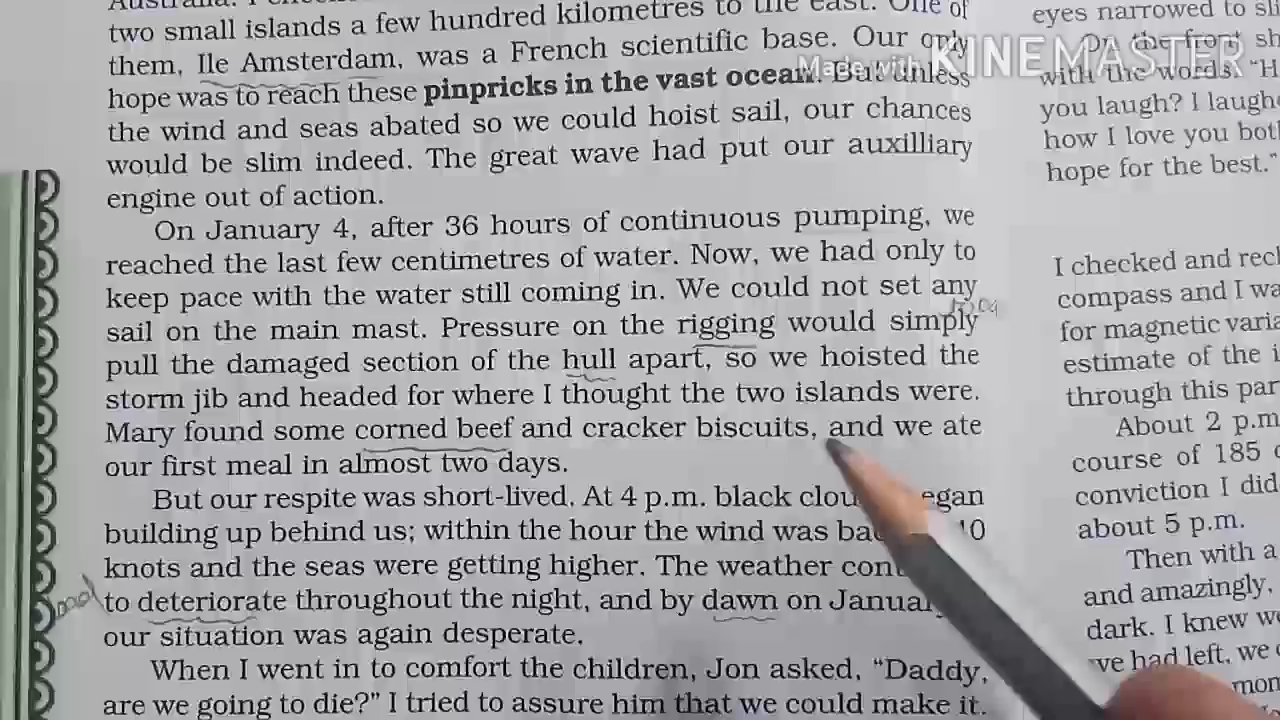 two small islands a few hundred kilometres to the east. One of
them, Ile Amsterdam, was a French scientific base. Our only
hope was to reach these pinpricks in the vast ocean. But unless
the wind and seas abated so we could hoist sail, our chances
would be slim indeed. The great wave had put our auxilliary
engine out of action.
On January 4, after 36 hours of continuous pumping, we
reached the last few centimetres of water. Now, we had only to
keep pace with the water still coming in. We could not set any
sail on the main mast. Pressure on the rigging would simply
pull the damaged section of the hull apart, so we hoisted the
storm jib and headed for where I thought the two islands were.
Mary found some corned beef and cracker biscuits, and we ate
our first meal in almost two days.
But our respite was short-lived. At 4 p.m. black
building up behind us; within the hour the wind was
knots and the seas were getting higher. The weather
to deteriorate throughout the night, and by dawn on
our situation was again desperate.
When I went in to comfort the children, Jon asked, “Daddy,
are we going to die?” I tried to assure him that we could make it.
eyes narrowed to
On the front
with the words: “H
you laugh? I
how I love you
hope for the best.”
I checked and
compass and I
for magnetic
estimate of the
through this
About 2 p.m.
course of 185
conviction I did
about 5 p.m.
Then with a
and amazingly,
dark. I knew
we had left, we
Made with KINEMASTER